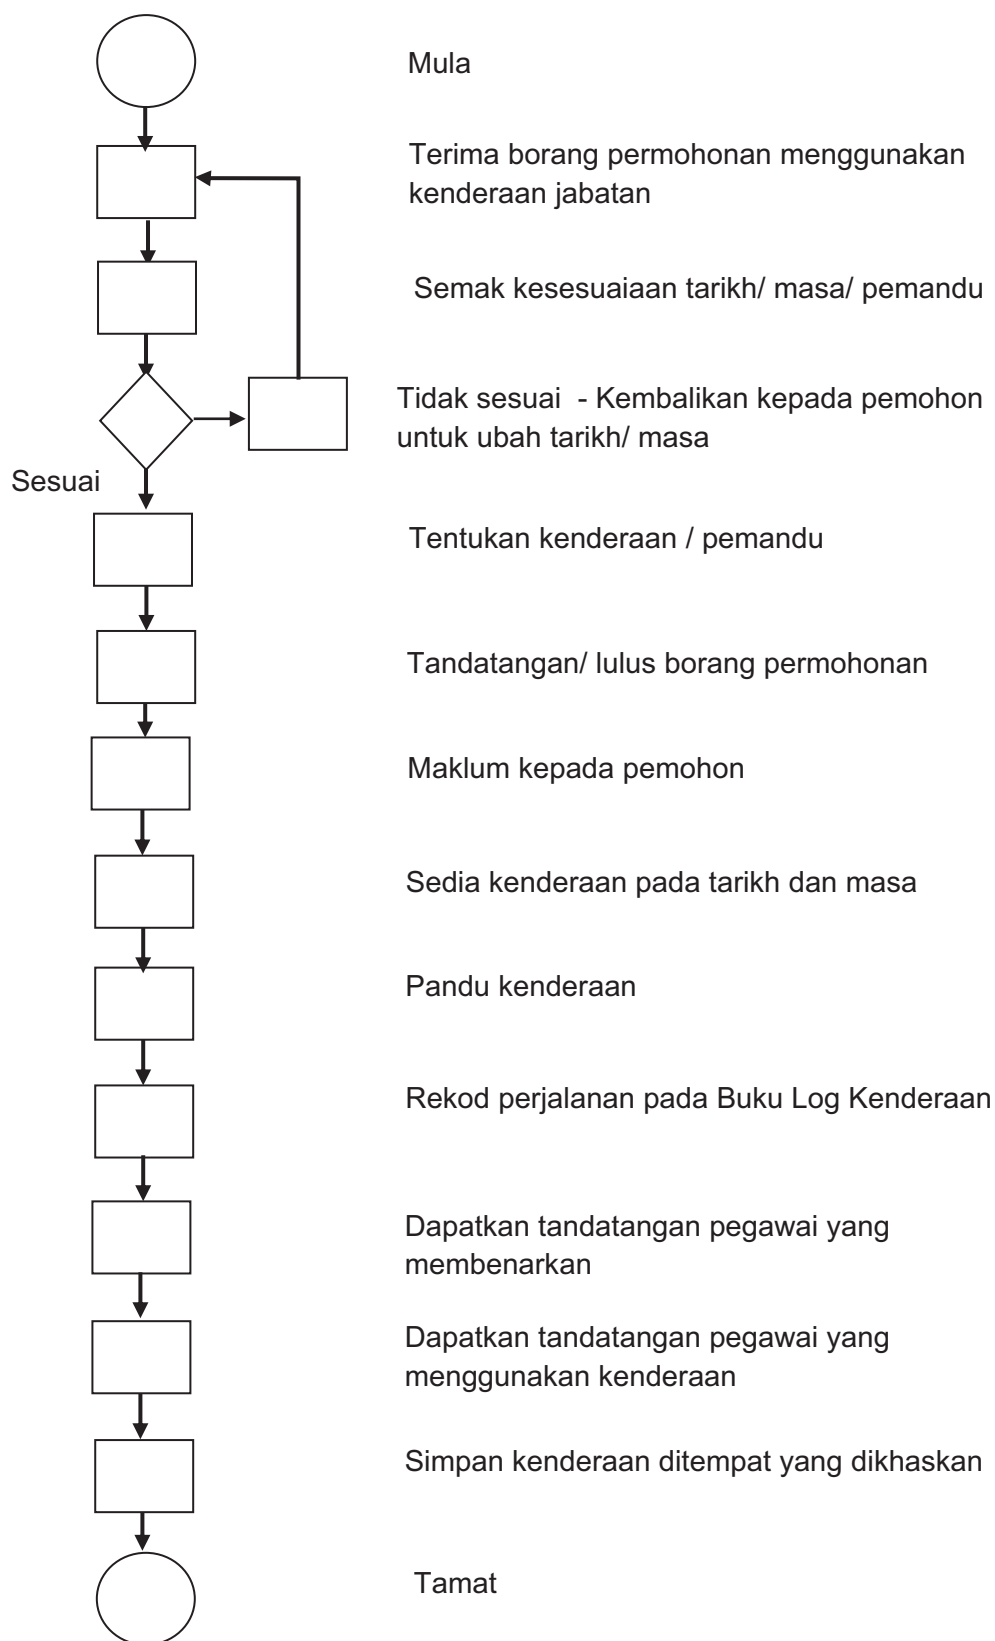 Mula
Terima borang permohonan menggunakan
kenderaan jabatan
Semak kesesuaiaan tarikh/ masa/ pemandu
Tidak sesuai  - Kembalikan kepada pemohon
untuk ubah tarikh/ masa
Sesuai
Tentukan kenderaan / pemandu
Tandatangan/ lulus borang permohonan
Maklum kepada pemohon
Sedia kenderaan pada tarikh dan masa
Pandu kenderaan
Rekod perjalanan pada Buku Log Kenderaan
Dapatkan tandatangan pegawai yang
membenarkan
Dapatkan tandatangan pegawai yang
menggunakan kenderaan
Simpan kenderaan ditempat yang dikhaskan
Tamat